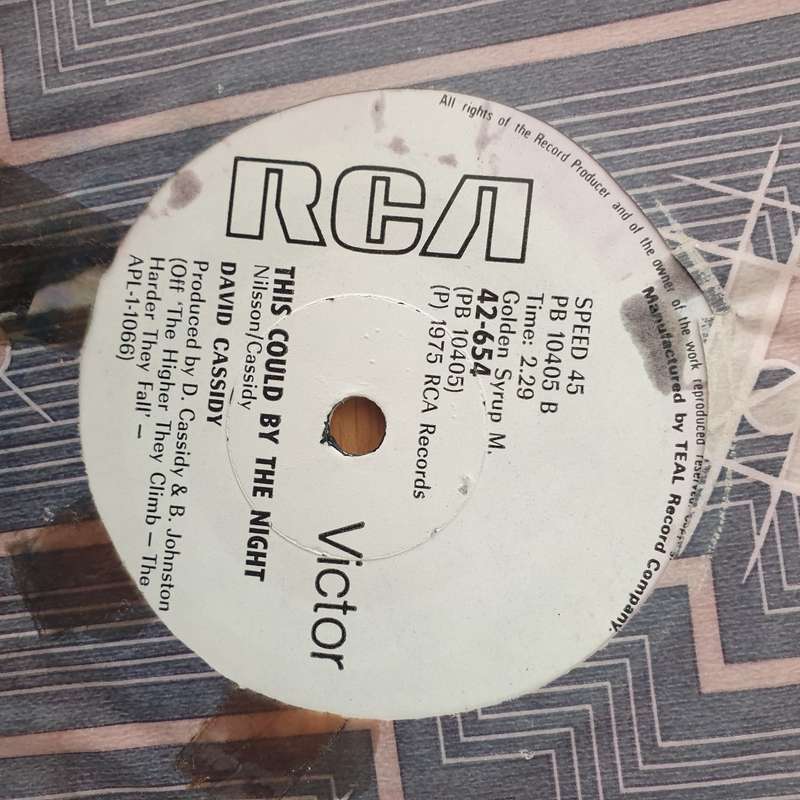 All rights of the Record Producer and of the owner of the work reproduced reserved.
Manufactured by TEAL Record Company.
RCA
Victor
SPEED 45
PB 10405 B
Time: 2.29
Golden Syrup M.
42-654
(PB 10405)
(P) 1975 RCA Records
THIS COULD BY THE NIGHT
Nilsson/Cassidy
DAVID CASSIDY
Produced by D. Cassidy & B. Johnston
(Off 'The Higher They Climb – The
Harder They Fall' –
APL-1-1066)